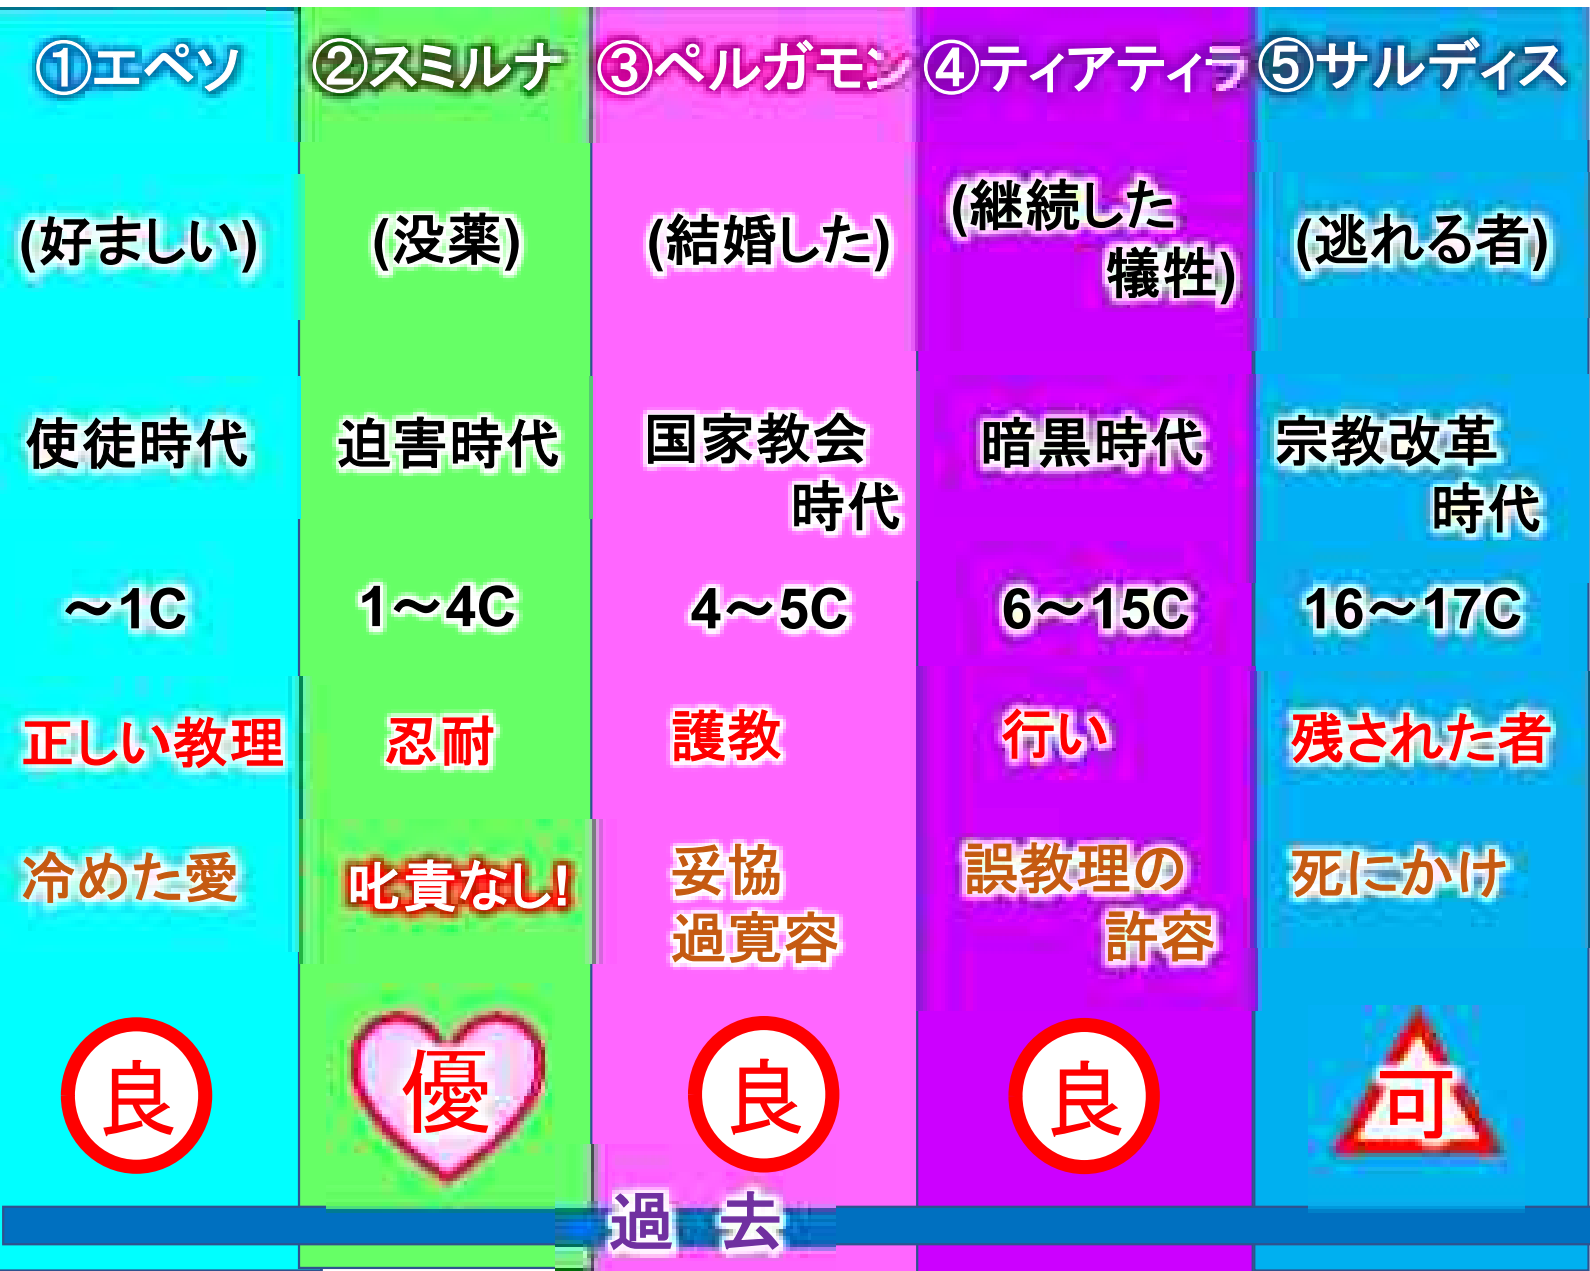 ①エペソ
②スミルナ
③ペルガモン
④ティアティラ
⑤サルディス
(好ましい)
(没薬)
(結婚した)
(継続した
犠牲)
(逃れる者)
使徒時代
迫害時代
国家教会
時代
暗黒時代
宗教改革
時代
～1C
1～4C
4～5C
6～15C
16～17C
正しい教理
忍耐
護教
行い
残された者
冷めた愛
叱責なし!
妥協
過寛容
誤教理の
許容
死にかけ
良
優
良
良
可
過 去